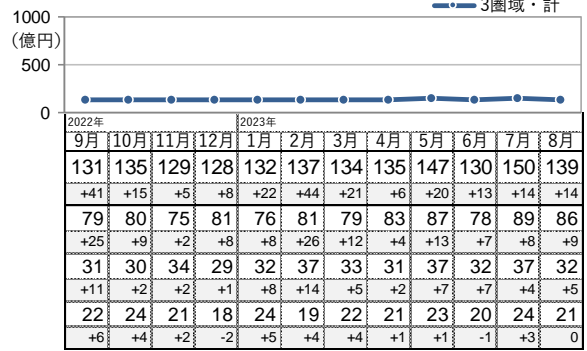 3圏域・計
1000
（億円）
500
0
2022年 2023年
9月 10月 11月 12月 1月 2月 3月 4月 5月 6月 7月 8月
131 135 129 128 132 137 134 135 147 130 150 139
+41 +15 +5 +8 +22 +44 +21 +6 +20 +13 +14 +14
79 80 75 81 76 81 79 83 87 78 89 86
+25 +9 +2 +8 +8 +26 +12 +4 +13 +7 +8 +9
31 30 34 29 32 37 33 31 37 32 37 32
+11 +2 +2 +1 +8 +14 +5 +2 +7 +7 +4 +5
22 24 21 18 24 19 22 21 23 20 24 21
+6 +4 +2 -2 +5 +4 +4 +1 +1 -1 +3 0